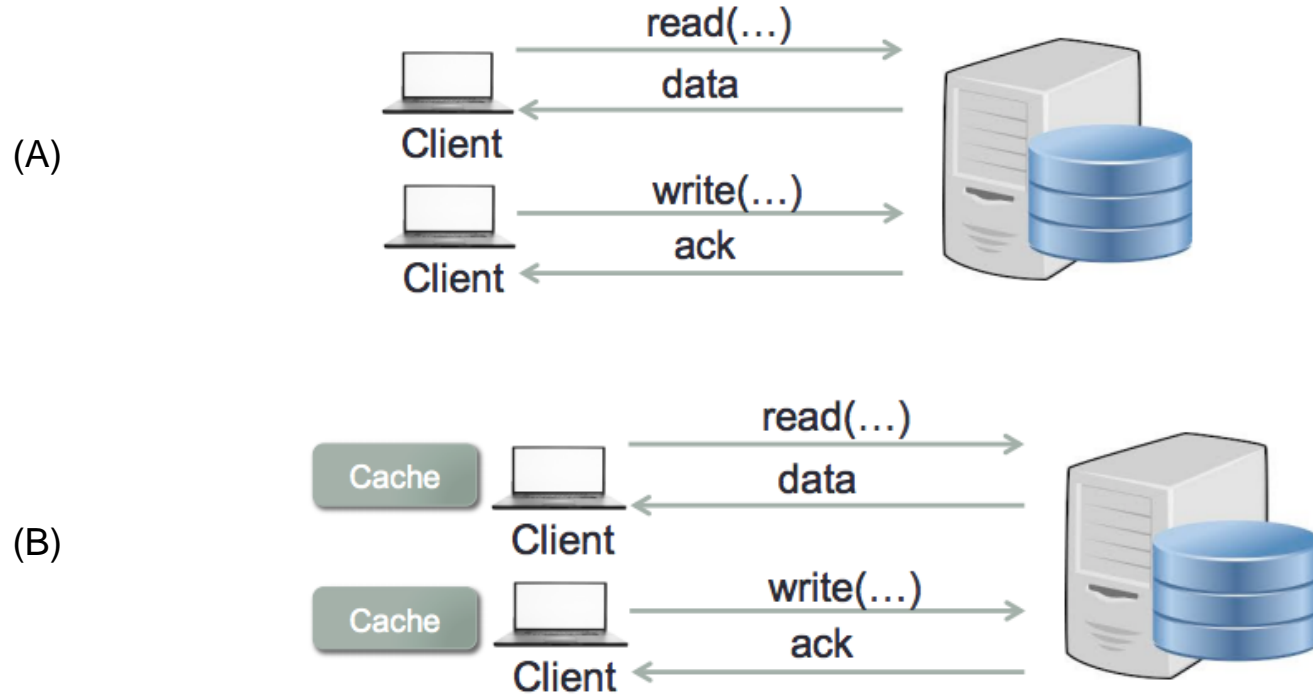 read(…)
data
Client
(A)
write(…)
ack
Client
read(…)
Cache
data
Client
(B)
write(…)
Cache
ack
Client